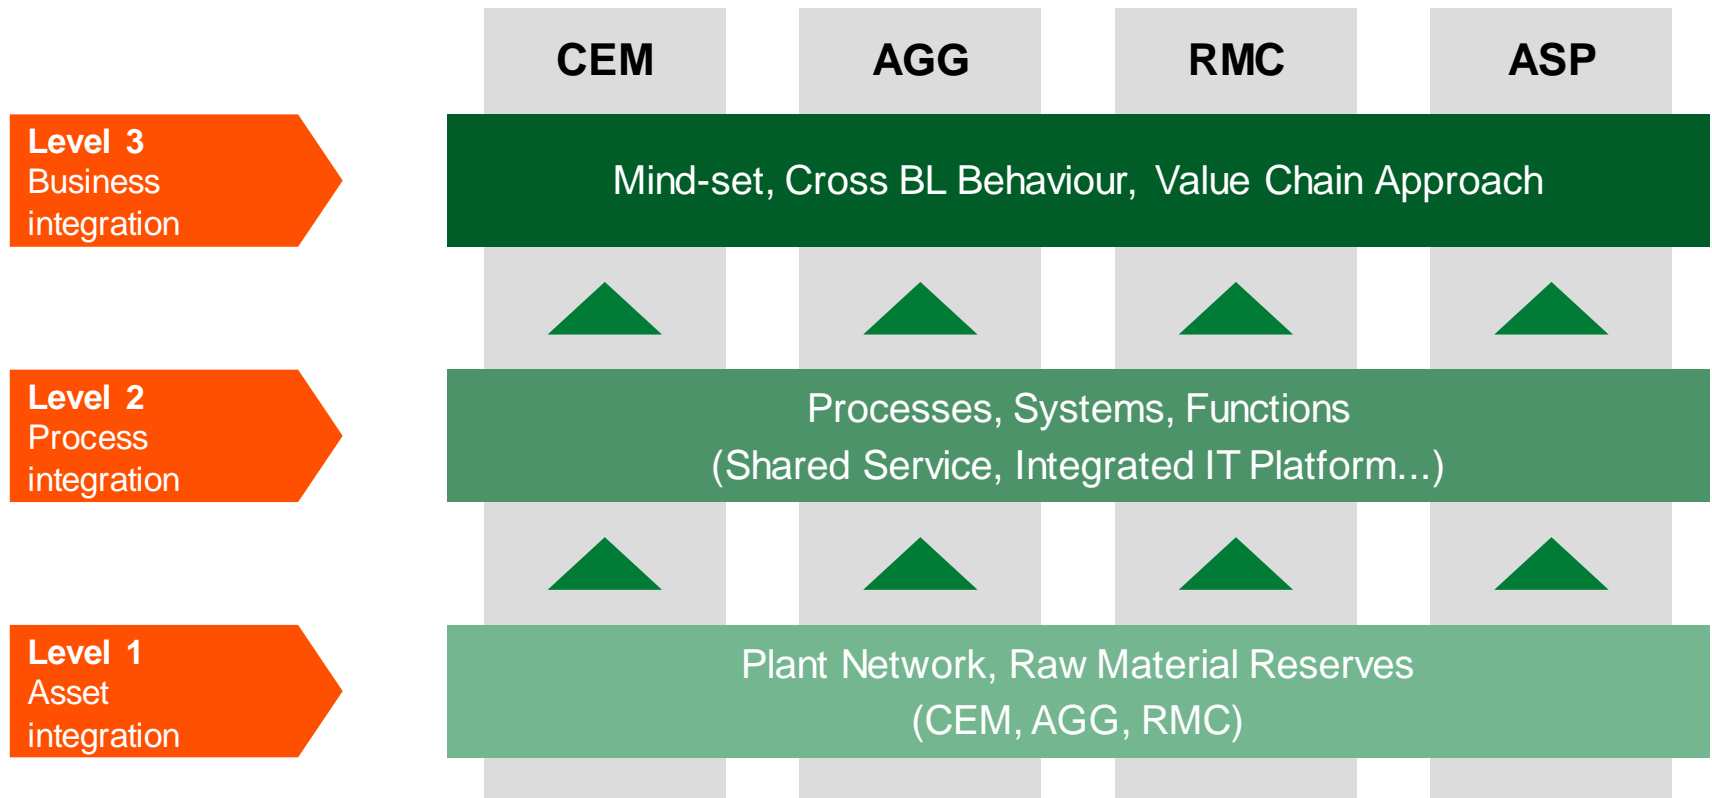 CEM AGG RMC ASP
Level 3
Business
integration
Mind-set, Cross BL Behaviour, Value Chain Approach
Level 2
Process
integration
Processes, Systems, Functions
(Shared Service, Integrated IT Platform...)
Level 1
Asset
integration
Plant Network, Raw Material Reserves
(CEM, AGG, RMC)